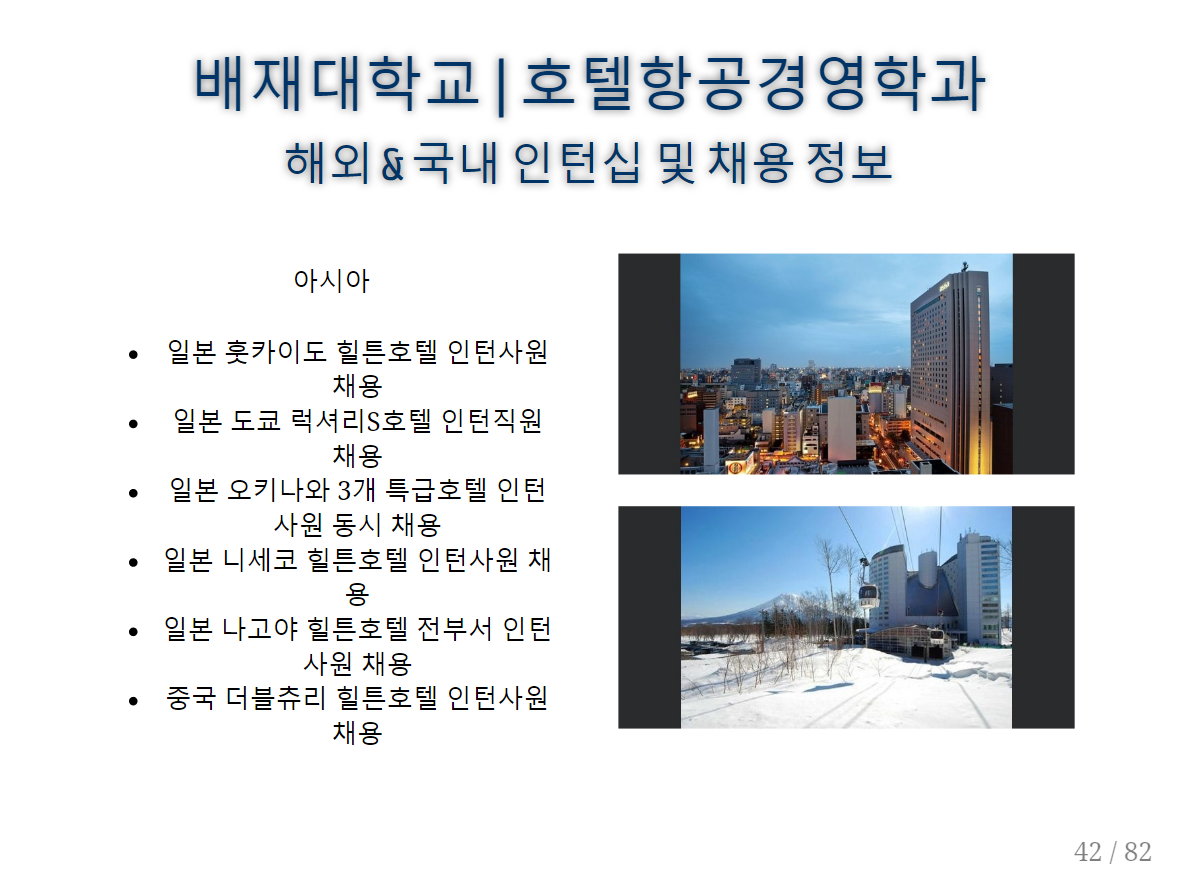 배재대학교|호텔항공경영학과
해외&국내 인턴십 및 채용 정보
아시아
• 일본 홋카이도 힐튼호텔 인턴사원
채용
• 일본 도쿄 럭셔리S호텔 인턴직원
채용
• 일본 오키나와 3개 특급호텔 인턴
사원 동시 채용
• 일본 니세코 힐튼호텔 인턴사원 채
용
• 일본 나고야 힐튼호텔 전부서 인턴
사원 채용
• 중국 더블츄리 힐튼호텔 인턴사원
채용
42 / 82